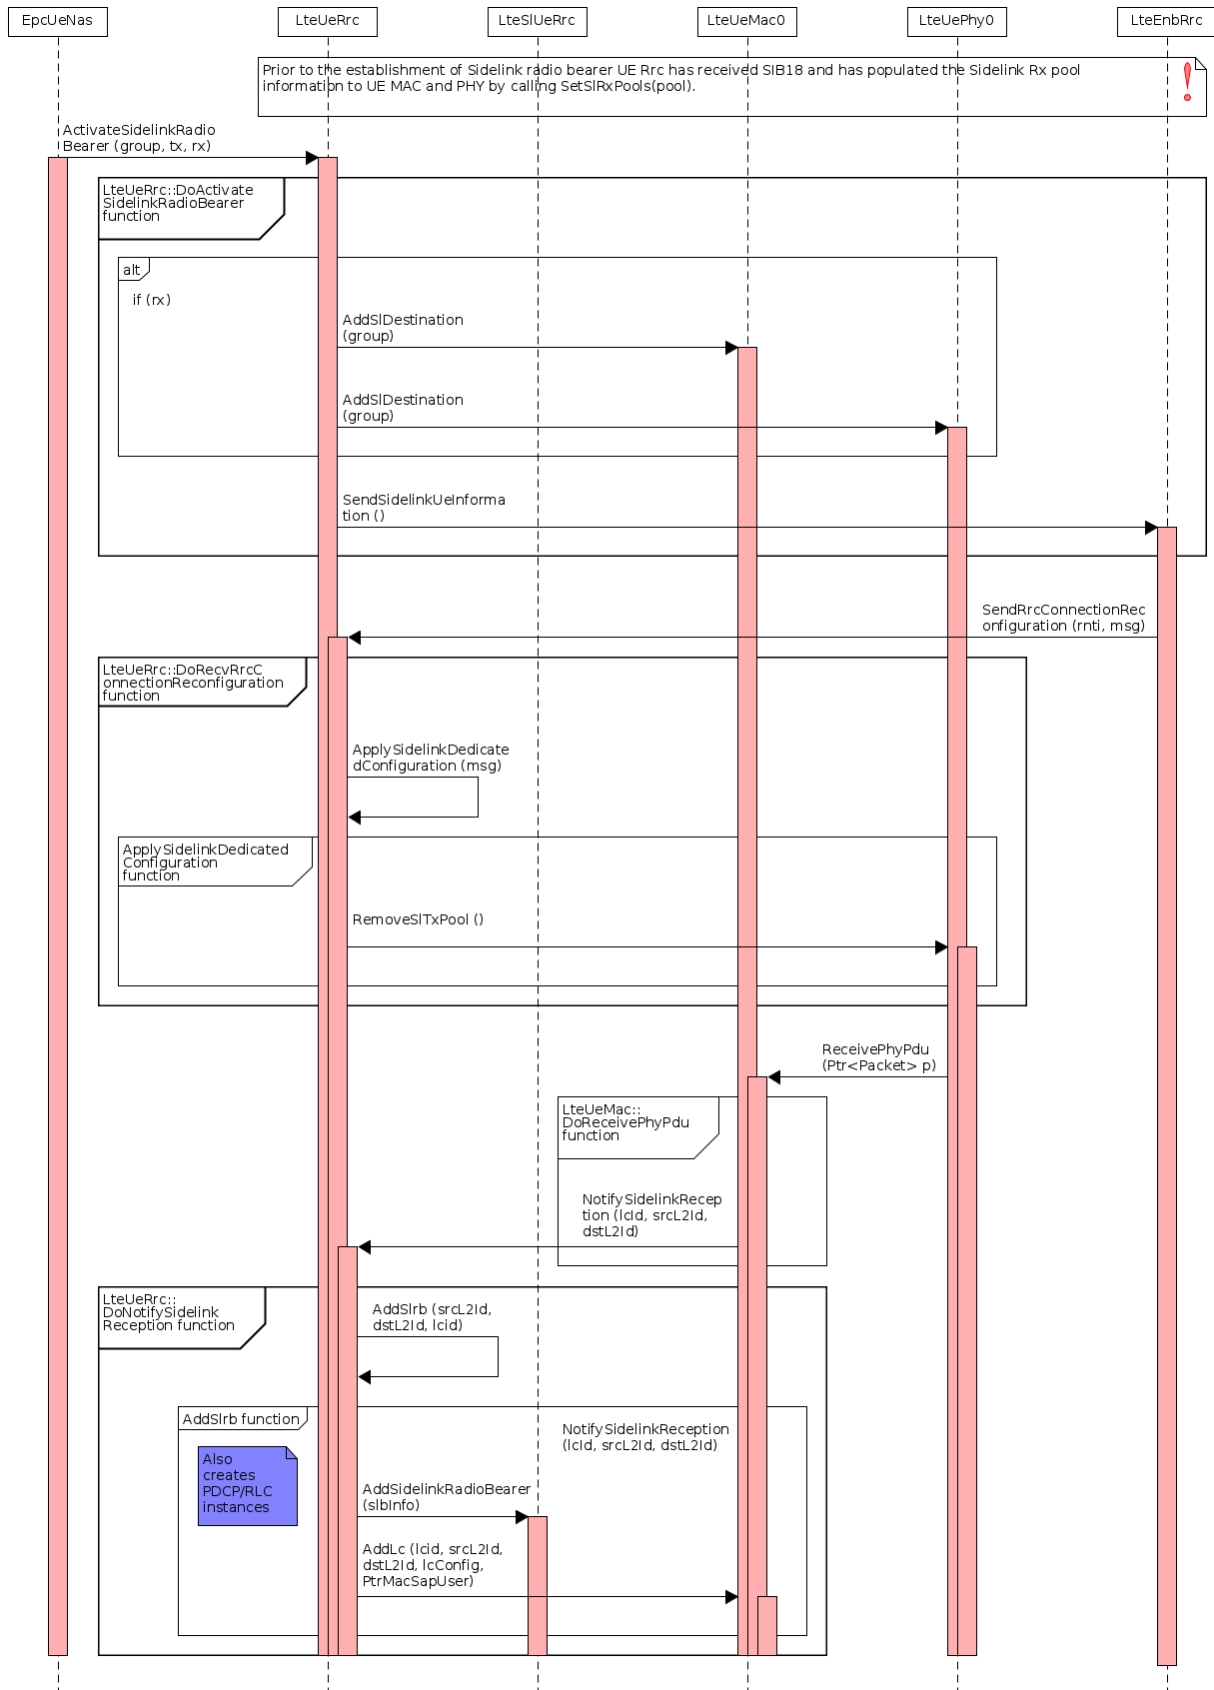 EpcUeNas
LteUeRrc
LteSlUeRrc
LteUeMac0
LteUePhy0
LteEnbRrc
Prior to the establishment of Sidelink radio bearer UE Rrc has received SIB18 and has populated the Sidelink Rx pool
information to UE MAC and PHY by calling SetSlRxPools(pool).
!
ActivateSidelinkRadio
Bearer (group, tx, rx)
LteUeRrc::DoActivate
SidelinkRadioBearer
function
alt
if (rx)
AddSlDestination
(group)
AddSlDestination
(group)
SendSidelinkUeInforma
tion ()
SendRrcConnectionRec
onfiguration (rnti, msg)
LteUeRrc::DoRecvRrcC
onnectionReconfiguration
function
ApplySidelinkDedicate
dConfiguration (msg)
ApplySidelinkDedicated
Configuration
function
RemoveSlTxPool ()
ReceivePhyPdu
(Ptr<Packet> p)
LteUeMac::
DoReceivePhyPdu
function
NotifySidelinkRecep
tion (lcId, srcL2Id,
dstL2Id)
LteUeRrc::
DoNotifySidelink
Reception function
AddSlrb (srcL2Id,
dstL2Id, lcid)
AddSlrb function
NotifySidelinkReception
(lcId, srcL2Id, dstL2Id)
Also
creates
PDCP/RLC
instances
AddSidelinkRadioBearer
(slbInfo)
AddLc (lcid, srcL2Id,
dstL2Id, lcConfig,
PtrMacSapUser)